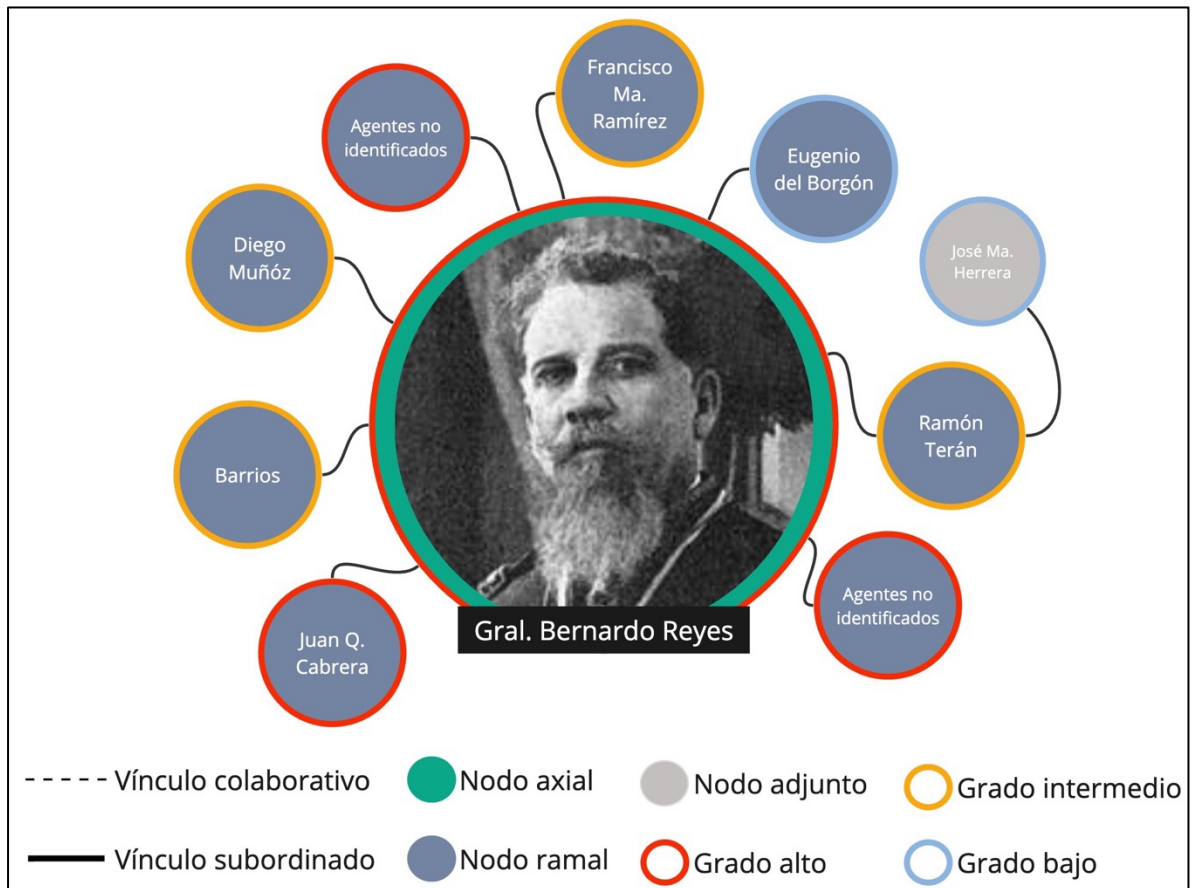 Francisco
Ma.
Ramírez
Agentes no
identificados
Eugenio
del Borgón
Diego
Muñóz
José Ma.
Herrera
Ramón
Terán
Barrios
Agentes no
identificados
Juan Q.
Cabrera
Gral. Bernardo Reyes
Vínculo colaborativo
Nodo axial
Nodo adjunto
Grado intermedio
Vínculo subordinado
Nodo ramal
Grado alto
Grado bajo